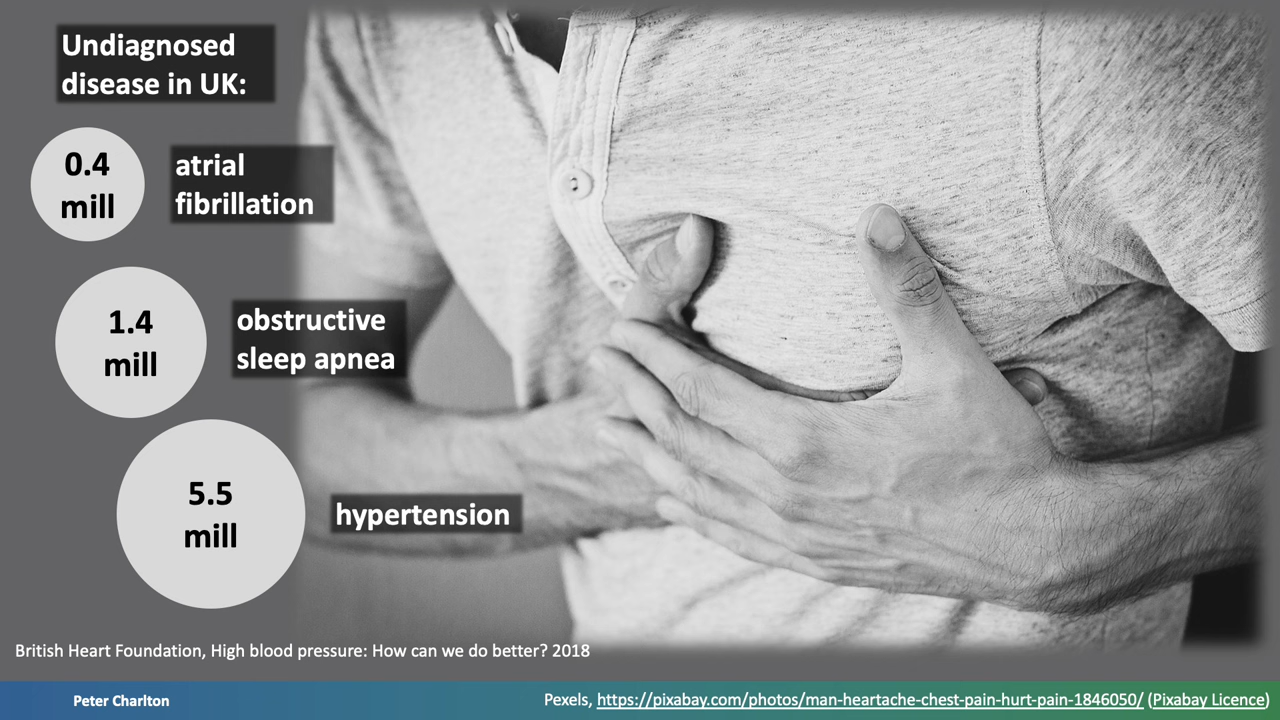 Undiagnosed
disease in UK:
0.4
mill
atrial
fibrillation
1.4
mill
obstructive
sleep apnea
5.5
mill
hypertension
British Heart Foundation, High blood pressure: How can we do better? 2018
Peter Charlton
Pexels, https://pixabay.com/photos/man-heartache-chest-pain-hurt-pain-1846050/ (Pixabay Licence)